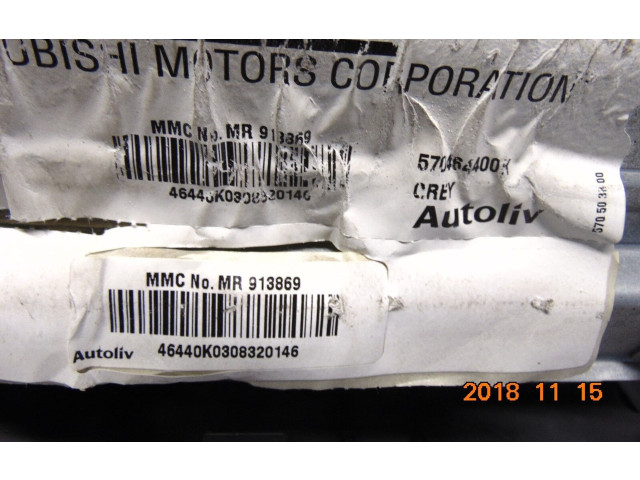 UBISHI MOTORS CORPORATION
MMC No. MR 913869
46440K0308320146
GREY
Autoliv
MMC No. MR 913869
46440K0308320146
Autoliv
2018 11 15